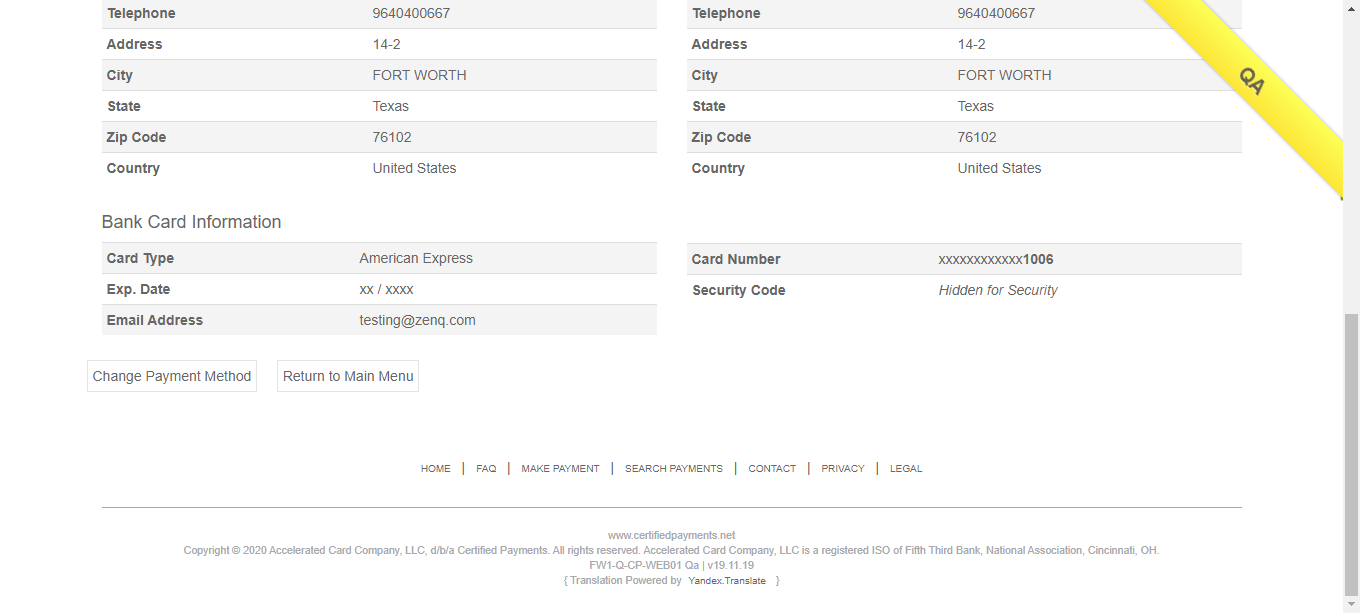 Telephone 9640400667 Telephone 9640400667
Address 14-2 Address 14-2
City FORT WORTH City FORT WORTH
QA
State Texas State Texas
Zip Code 76102 Zip Code 76102
Country United States Country United States
Bank Card Information
Card Type American Express Card Number xxxxxxxxxxxx1006
Exp. Date xx / xxxx Security Code Hidden for Security
Email Address testing@zenq.com
Change Payment Method Return to Main Menu
HOME | FAQ | MAKE PAYMENT | SEARCH PAYMENTS | CONTACT | PRIVACY | LEGAL
www.certifiedpayments.net
Copyright © 2020 Accelerated Card Company, LLC, d/b/a Certified Payments. All rights reserved. Accelerated Card Company, LLC is a registered ISO of Fifth Third Bank, National Association, Cincinnati, OH.
FW1-Q-CP-WEB01 Qa | v19.11.19
{ Translation Powered by Yandex.Translate }